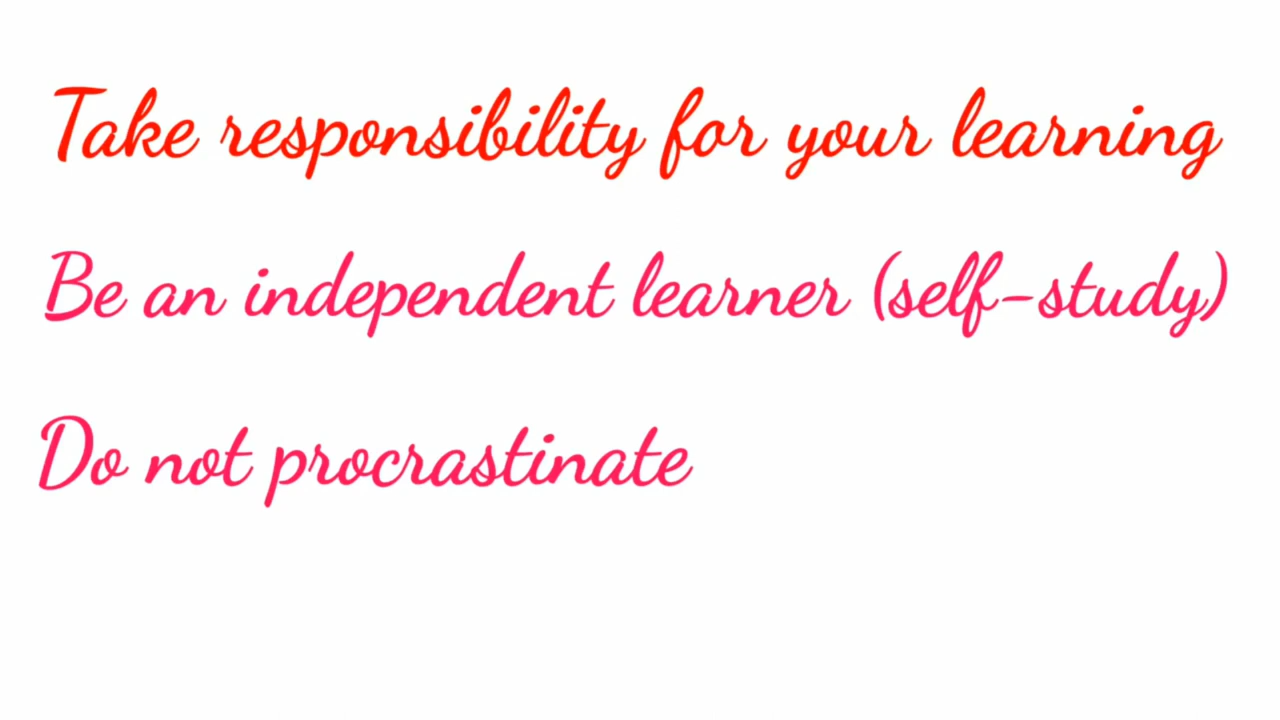 Take responsibility for your learning
Be an independent learner (self-study)
Do not procrastinate